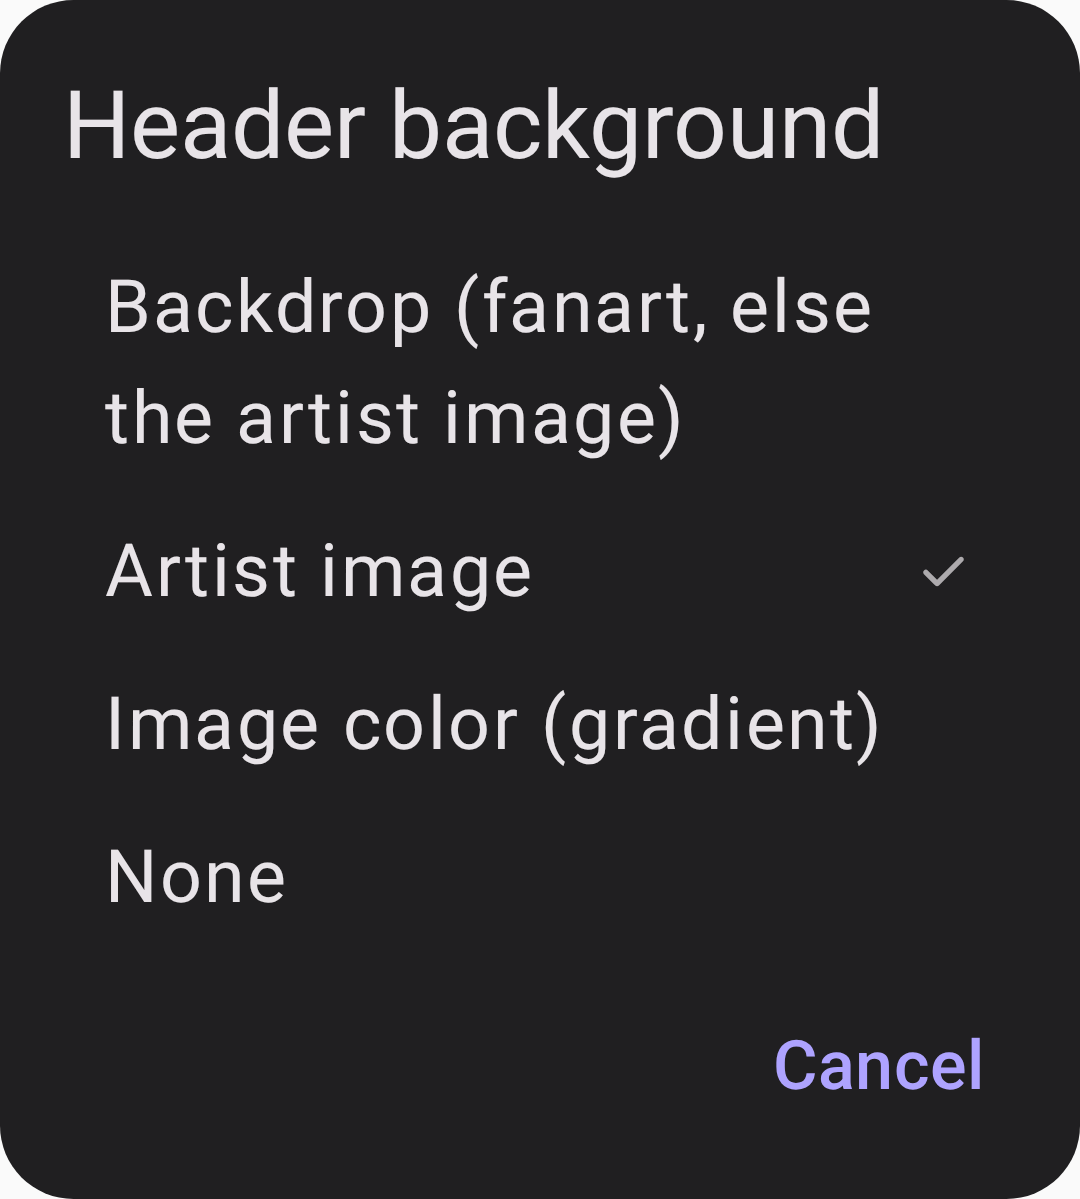 Header background
Backdrop (fanart, else
the artist image)
Artist image
Image color (gradient)
None
Cancel